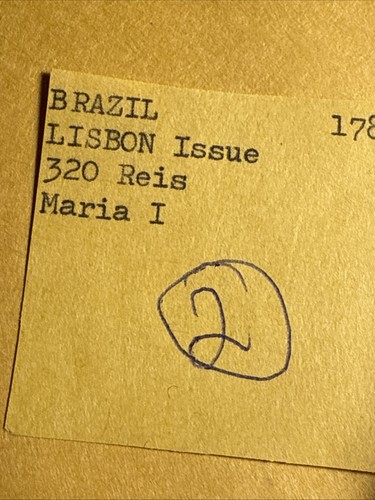 BRAZIL 178
LISBON Issue
320 Reis
Maria I
2